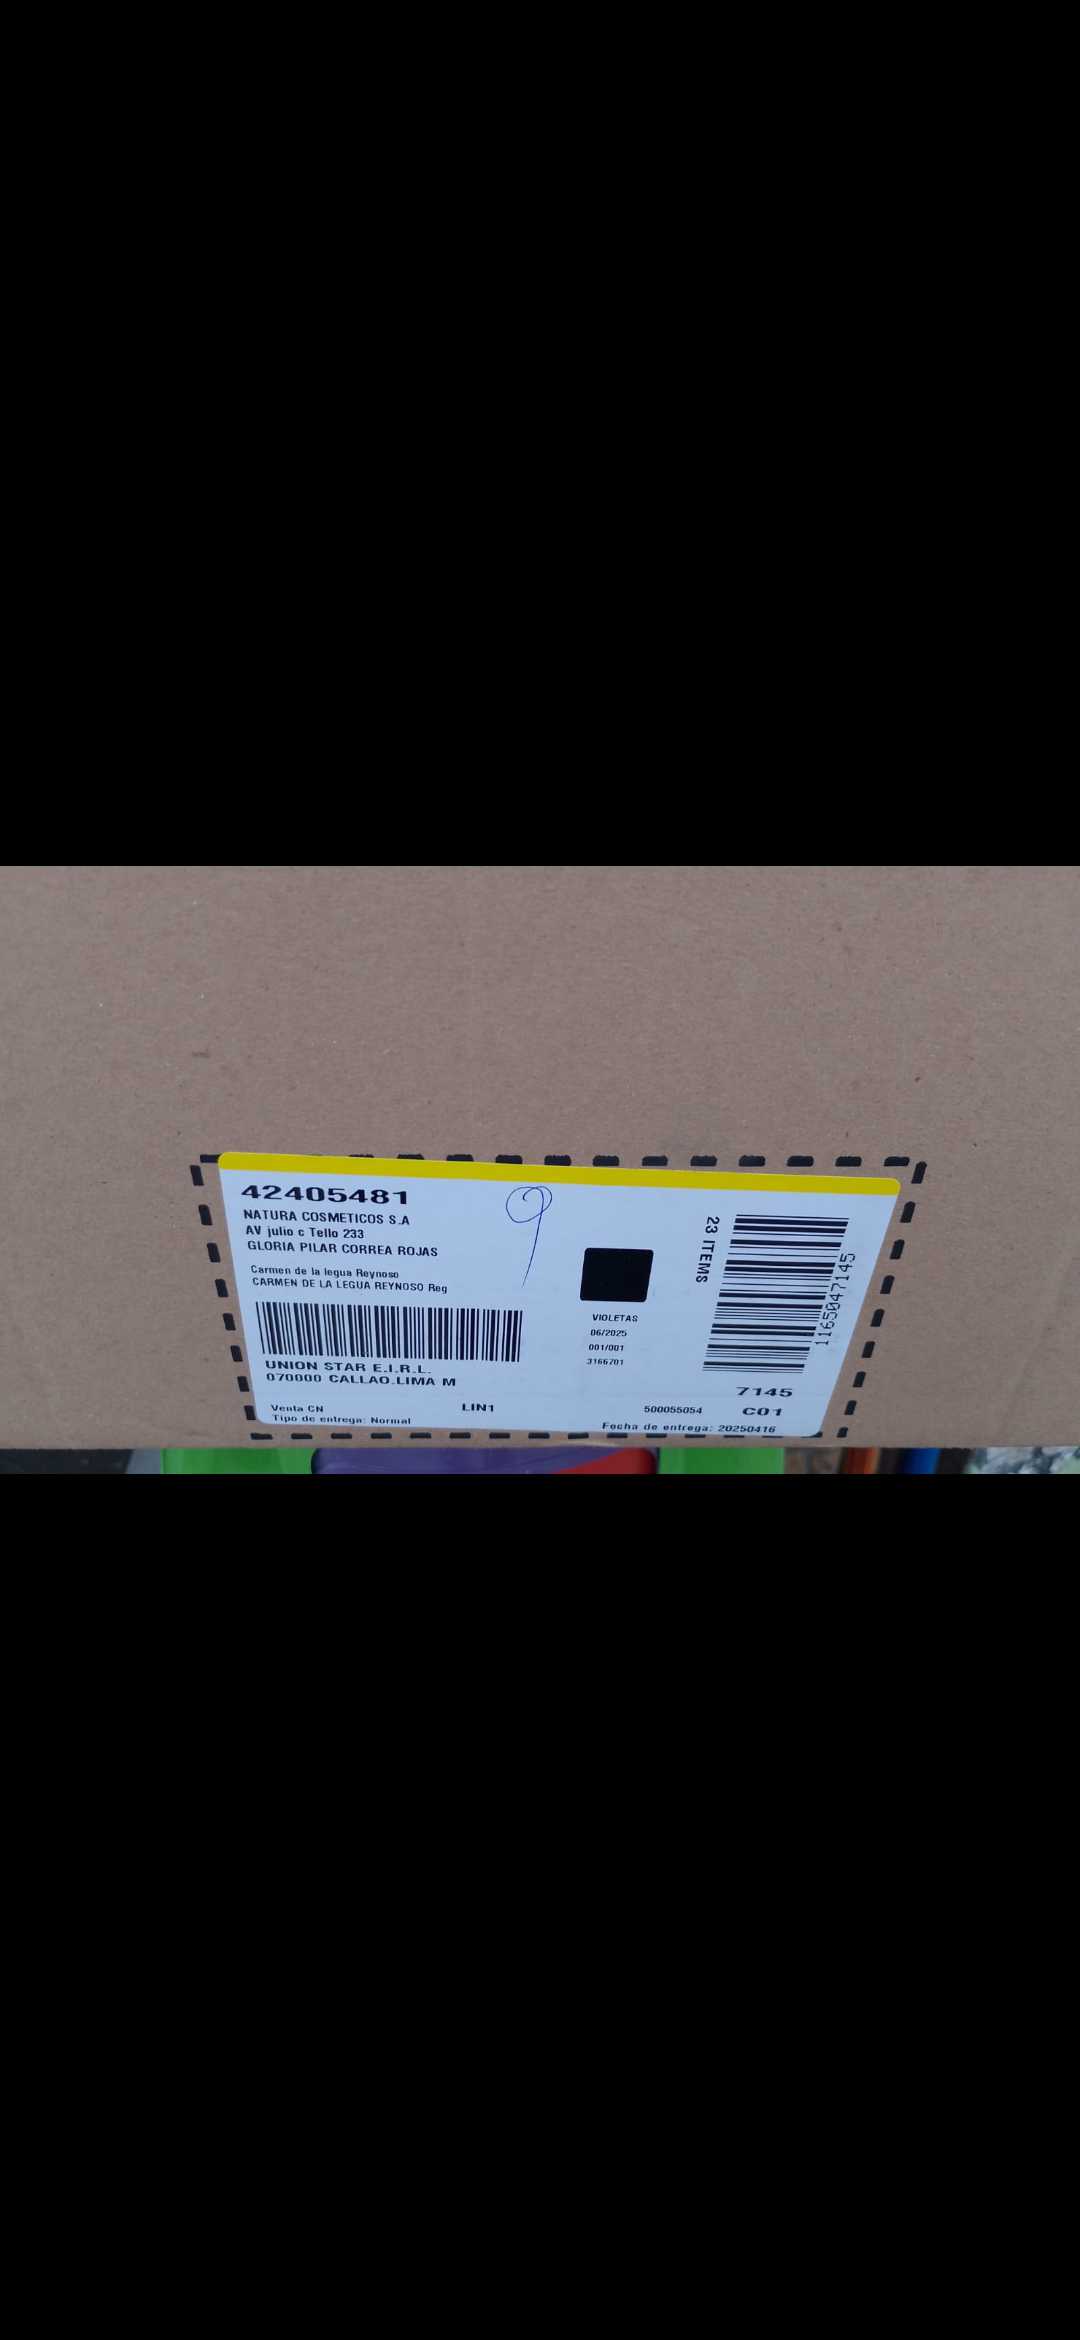 42405481
NATURA COSMETICOS S.A
AV julio c Tello 233
GLORIA PILAR CORREA ROJAS
Carmen de la legua Reynoso
CARMEN DE LA LEGUA REYNOSO Reg
UNION STAR E.I.R.L.
070000 CALLAO.LIMA M
Venta CN
Tipo de entrega: Normal
LIN1
9
VIOLETAS
06/2025
001/001
3166701
23 ITEMS
1165047145
7145
500055054
C01
Fecha de entrega: 20250416